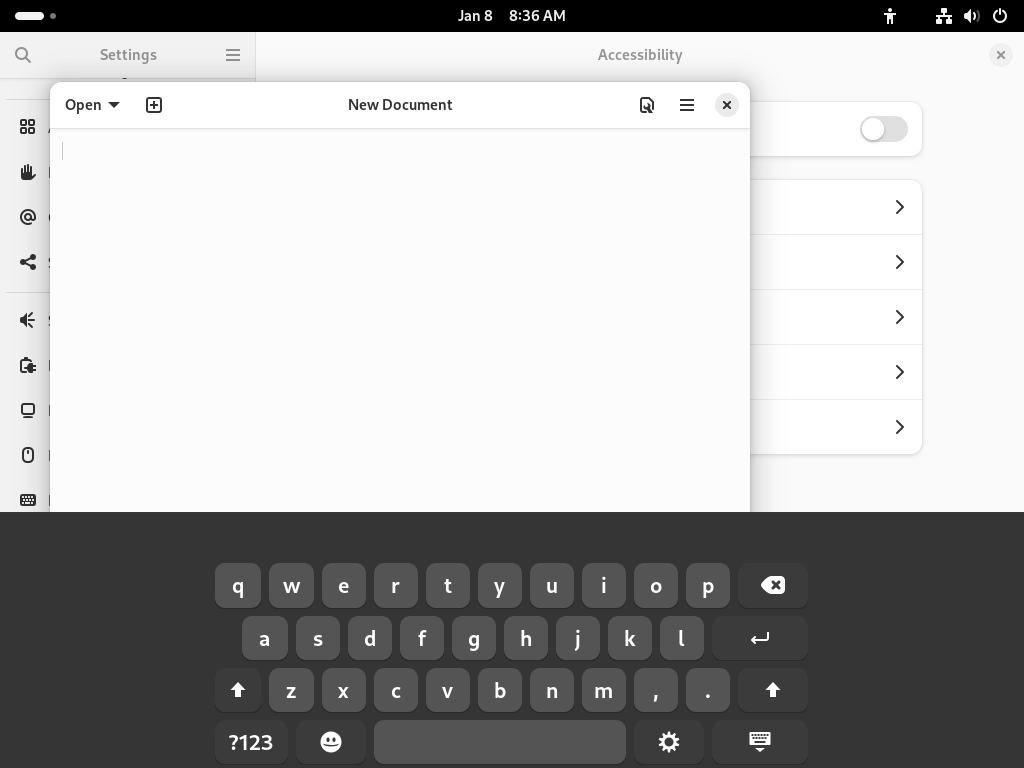 Jan 8 8:36 AM
Settings
Accessibility
Open
New Document
q w e r t y u i o p
a s d f g h j k l
z x c v b n m , .
?123